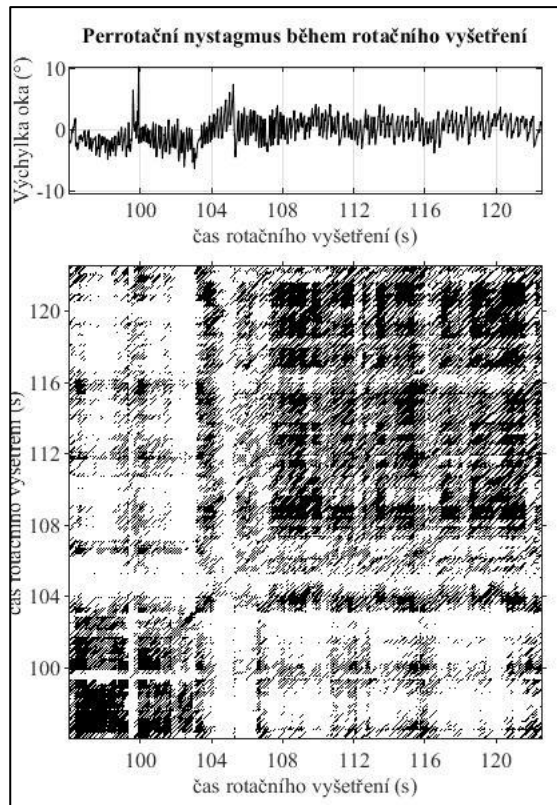 Perrotační nystagmus během rotačního vyšetření
Výchylka oka (°)
10
0
-10
100 104 108 112 116 120
čas rotačního vyšetření (s)
čas rotačního vyšetření (s)
120
116
112
108
104
100
100 104 108 112 116 120
čas rotačního vyšetření (s)